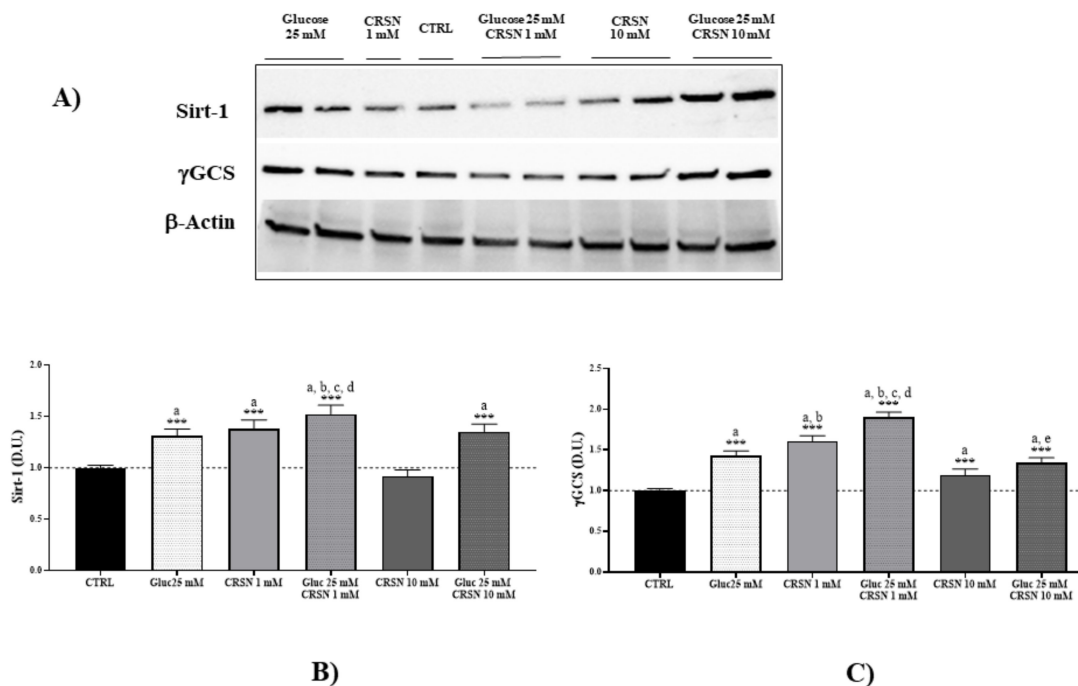 Glucose
25 mM
CRSN
1 mM
CTRL
Glucose 25 mM
CRSN 1 mM
CRSN
10 mM
Glucose 25 mM
CRSN 10 mM
A)
Sirt-1
γGCS
β-Actin
2.0
1.5
1.0
0.5
0.0
Sirt-1 (D.U.)
a
***
a
***
a, b, c, d
***
a
***
CTRL
Gluc25 mM
CRSN 1 mM
Gluc 25 mM
CRSN 1 mM
CRSN 10 mM
Gluc 25 mM
CRSN 10 mM
B)
2.5
2.0
1.5
1.0
0.5
0.0
γGCS (D.U.)
a
***
a, b
***
a, b, c, d
***
a
***
a, e
***
CTRL
Gluc25 mM
CRSN 1 mM
Gluc 25 mM
CRSN 1 mM
CRSN 10 mM
Gluc 25 mM
CRSN 10 mM
C)